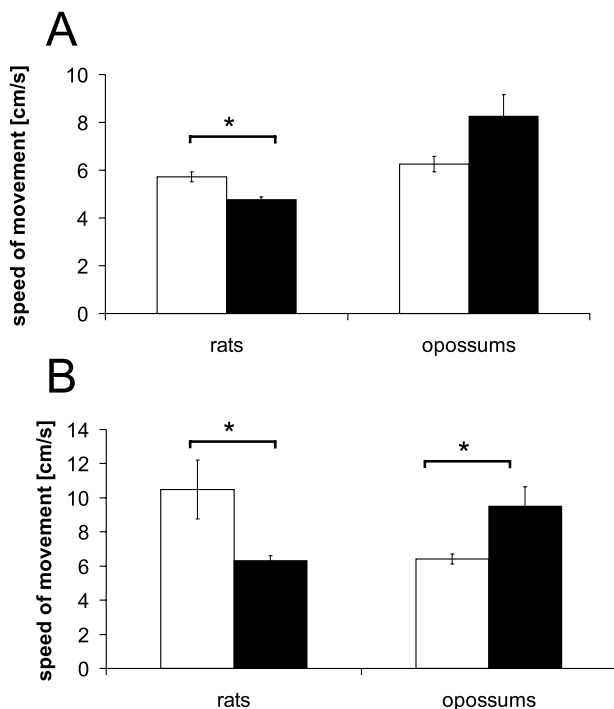 A
speed of movement [cm/s]
10
8
6
4
2
0
*
rats
opossums
B
speed of movement [cm/s]
14
12
10
8
6
4
2
0
*
*
rats
opossums